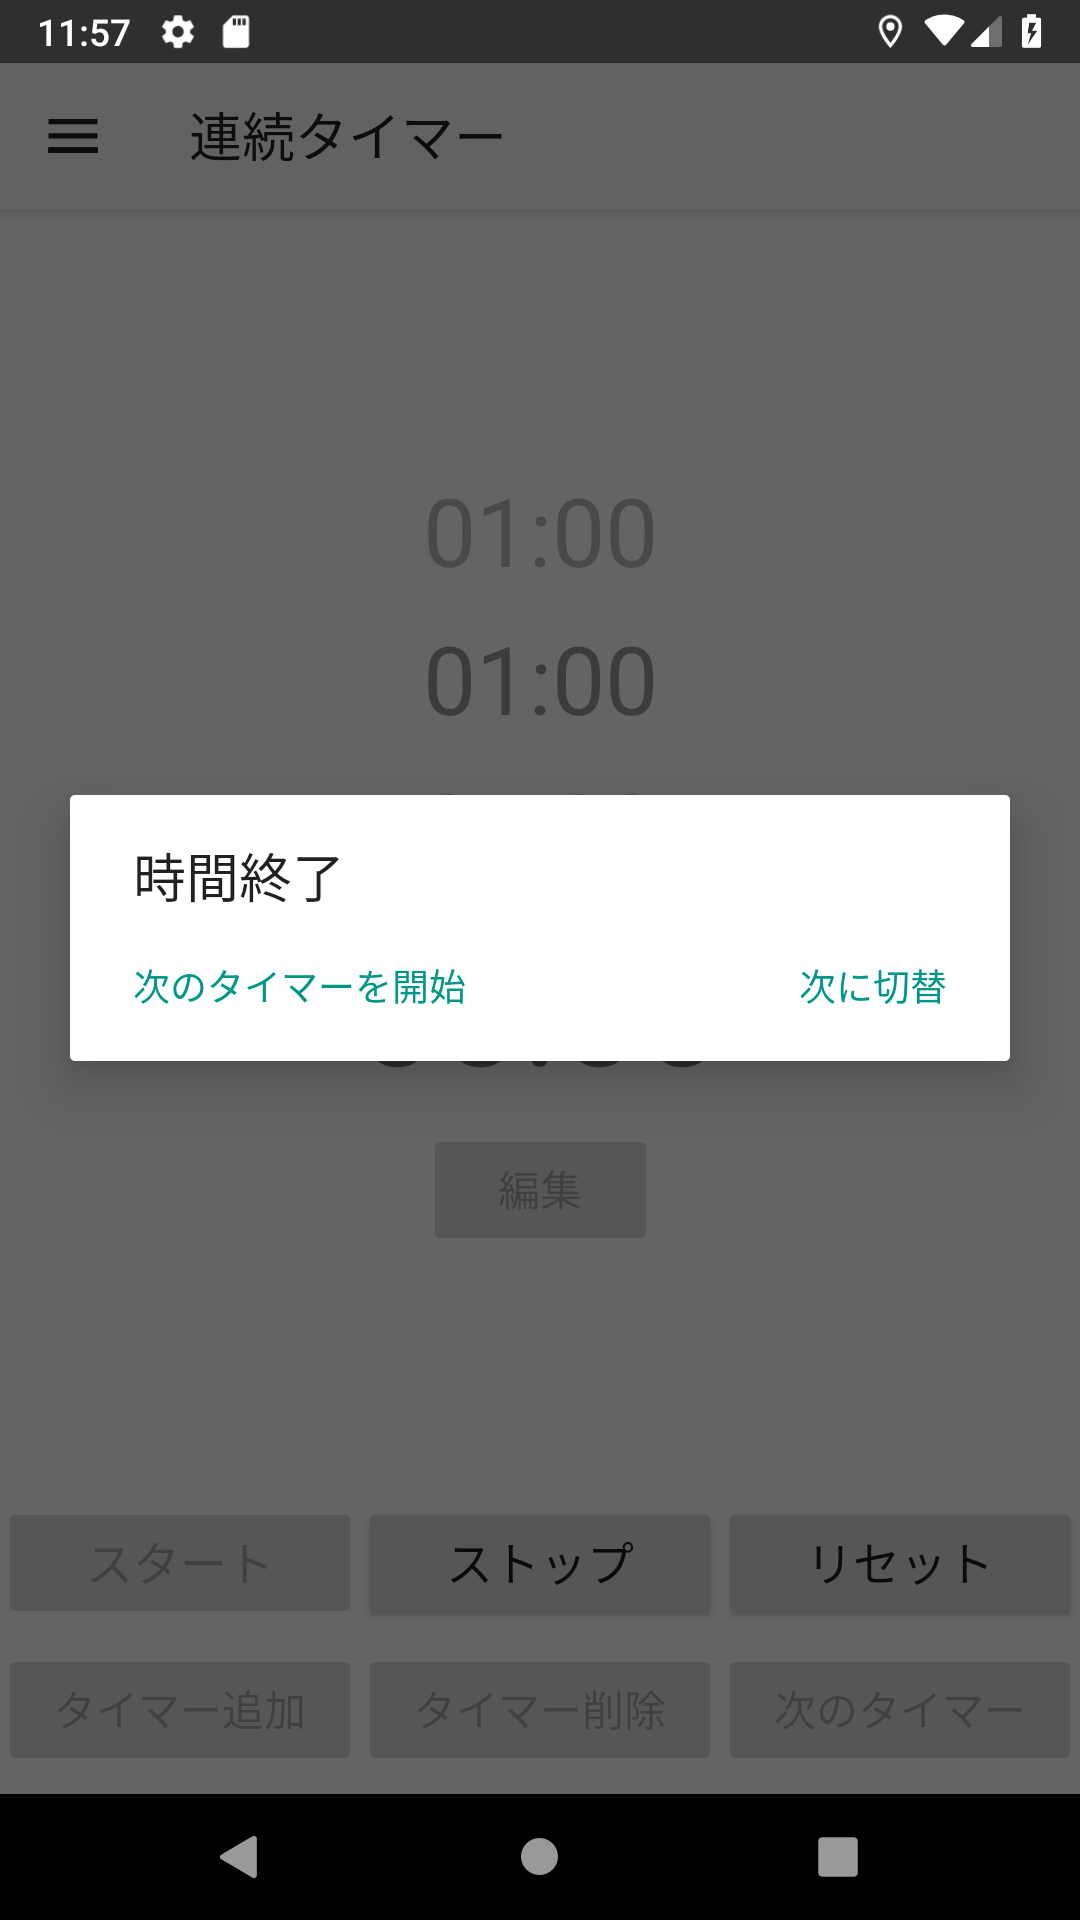 11:57
連続タイマー
01:00
01:00
時間終了
次のタイマーを開始 次に切替
編集
スタート ストップ リセット
タイマー追加 タイマー削除 次のタイマー